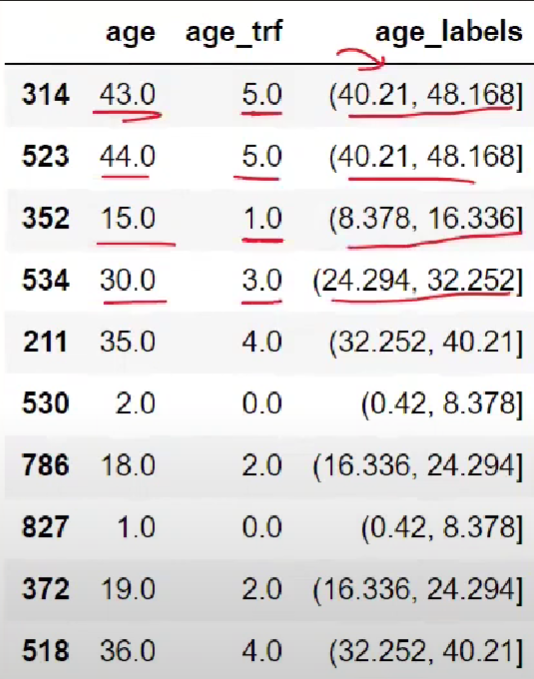 age age_trf age_labels
314 43.0 5.0 (40.21, 48.168]
523 44.0 5.0 (40.21, 48.168]
352 15.0 1.0 (8.378, 16.336]
534 30.0 3.0 (24.294, 32.252]
211 35.0 4.0 (32.252, 40.21]
530 2.0 0.0 (0.42, 8.378]
786 18.0 2.0 (16.336, 24.294]
827 1.0 0.0 (0.42, 8.378]
372 19.0 2.0 (16.336, 24.294]
518 36.0 4.0 (32.252, 40.21]